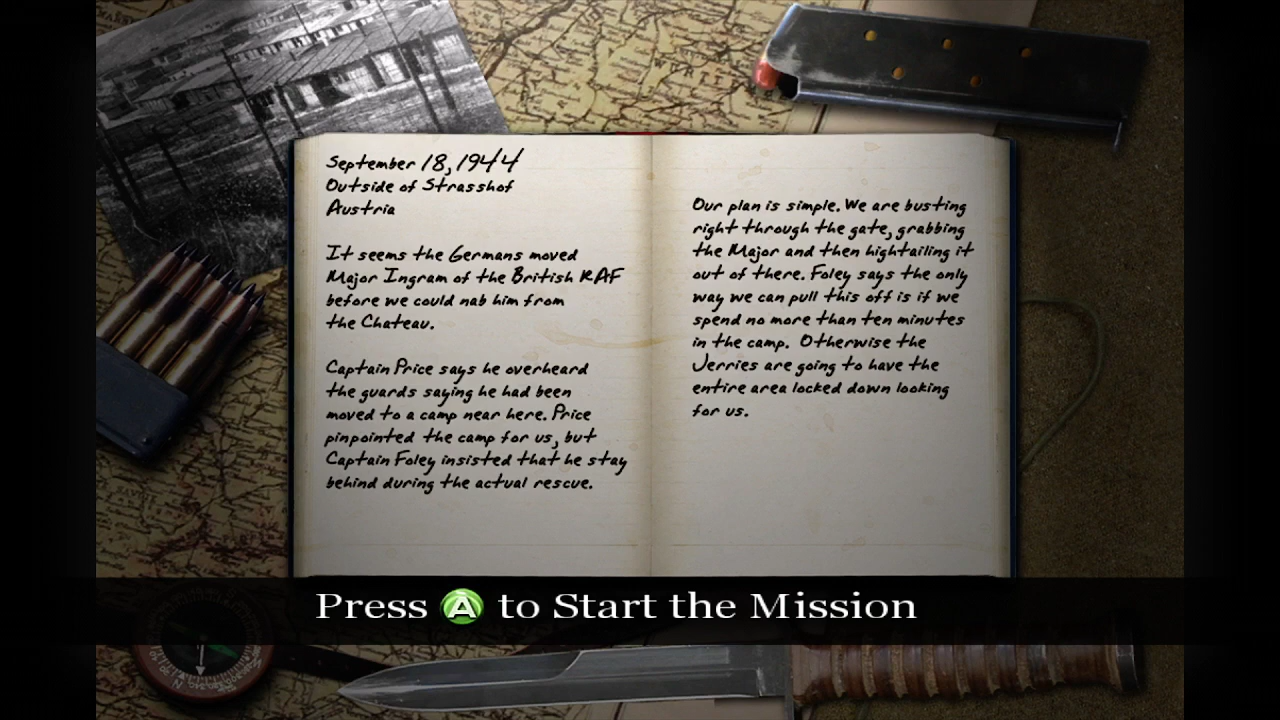 September 18, 1944
Outside of Strasshof
Austria
It seems the Germans moved
Major Ingram of the British RAF
before we could nab him from
the Chateau.
Captain Price says he overheard
the guards saying he had been
moved to a camp near here. Price
pinpointed the camp for us, but
Captain Foley insisted that he stay
behind during the actual rescue.
Our plan is simple. We are busting
right through the gate, grabbing
the Major and then hightailing it
out of there. Foley says the only
way we can pull this off is if we
spend no more than ten minutes
in the camp. Otherwise the
Jerries are going to have the
entire area locked down looking
for us.
Press A to Start the Mission